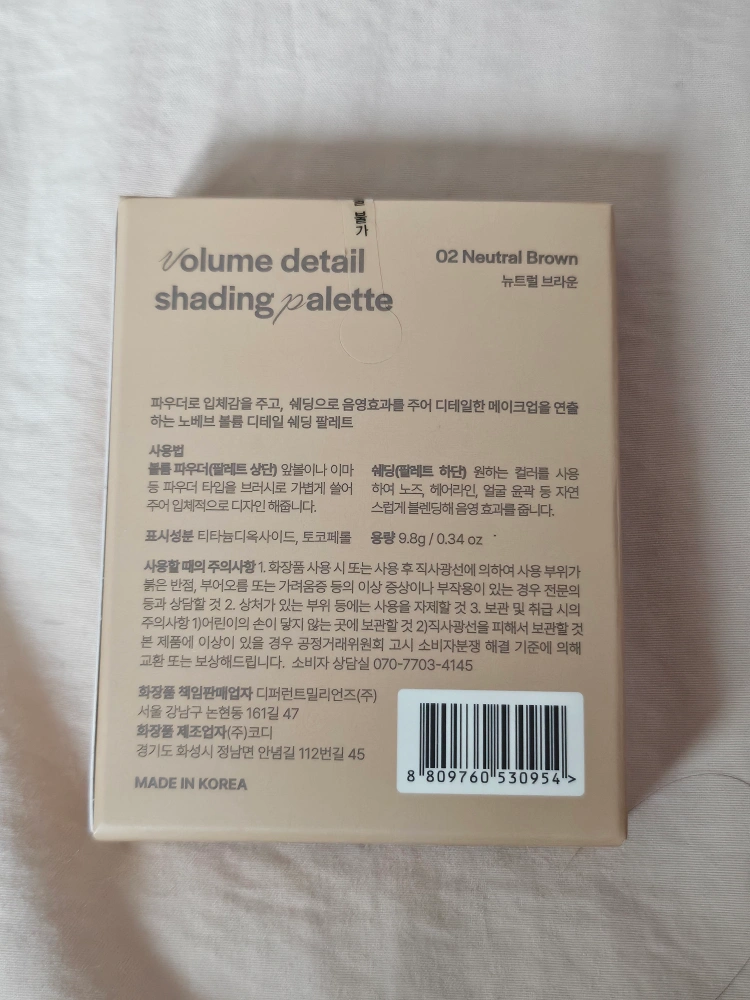 불가
volume detail
shading palette
02 Neutral Brown
뉴트럴 브라운
파우더로 입체감을 주고, 쉐딩으로 음영효과를 주어 디테일한 메이크업을 연출
하는 노베브 볼륨 디테일 쉐딩 팔레트
사용법
볼륨 파우더(팔레트 상단) 앞볼이나 이마
등 파우더 타입을 브러시로 가볍게 쓸어
주어 입체적으로 디자인 해줍니다.
쉐딩(팔레트 하단) 원하는 컬러를 사용
하여 노즈, 헤어라인, 얼굴 윤곽 등 자연
스럽게 블렌딩해 음영 효과를 줍니다.
표시성분 티타늄디옥사이드, 토코페롤
용량 9.8g / 0.34 oz
사용할 때의 주의사항 1. 화장품 사용 시 또는 사용 후 직사광선에 의하여 사용 부위가
붉은 반점, 부어오름 또는 가려움증 등의 이상 증상이나 부작용이 있는 경우 전문의
등과 상담할 것 2. 상처가 있는 부위 등에는 사용을 자제할 것 3. 보관 및 취급 시의
주의사항 1)어린이의 손이 닿지 않는 곳에 보관할 것 2)직사광선을 피해서 보관할 것
본 제품에 이상이 있을 경우 공정거래위원회 고시 소비자분쟁 해결 기준에 의해
교환 또는 보상해드립니다. 소비자 상담실 070-7703-4145
화장품 책임판매업자 디퍼런트밀리언즈(주)
서울 강남구 논현동 161길 47
화장품 제조업자 (주)코디
경기도 화성시 정남면 안녕길 112번길 45
MADE IN KOREA
8 809760 530954 >